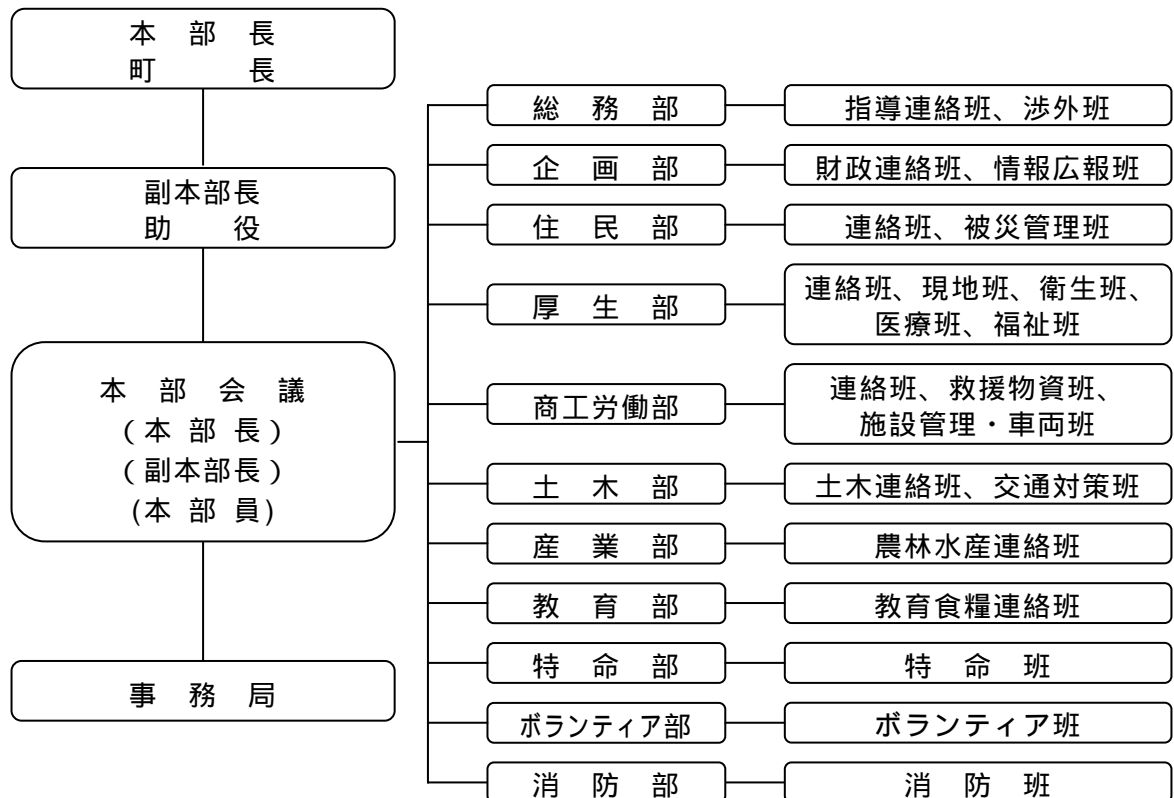 本　部　長
町　　　長
副本部長
助　　役
本　部　会　議
（本 部 長）
（副本部長）
(本 部 員)
事　務　局
総　務　部
指導連絡班、渉外班
企　画　部
財政連絡班、情報広報班
住　民　部
連絡班、被災管理班
厚　生　部
連絡班、現地班、衛生班、
医療班、福祉班
商工労働部
連絡班、救援物資班、
施設管理・車両班
土　木　部
土木連絡班、交通対策班
産　業　部
農林水産連絡班
教　育　部
教育食糧連絡班
特　命　部
特　命　班
ボランティア部
ボランティア班
消　防　部
消　防　班